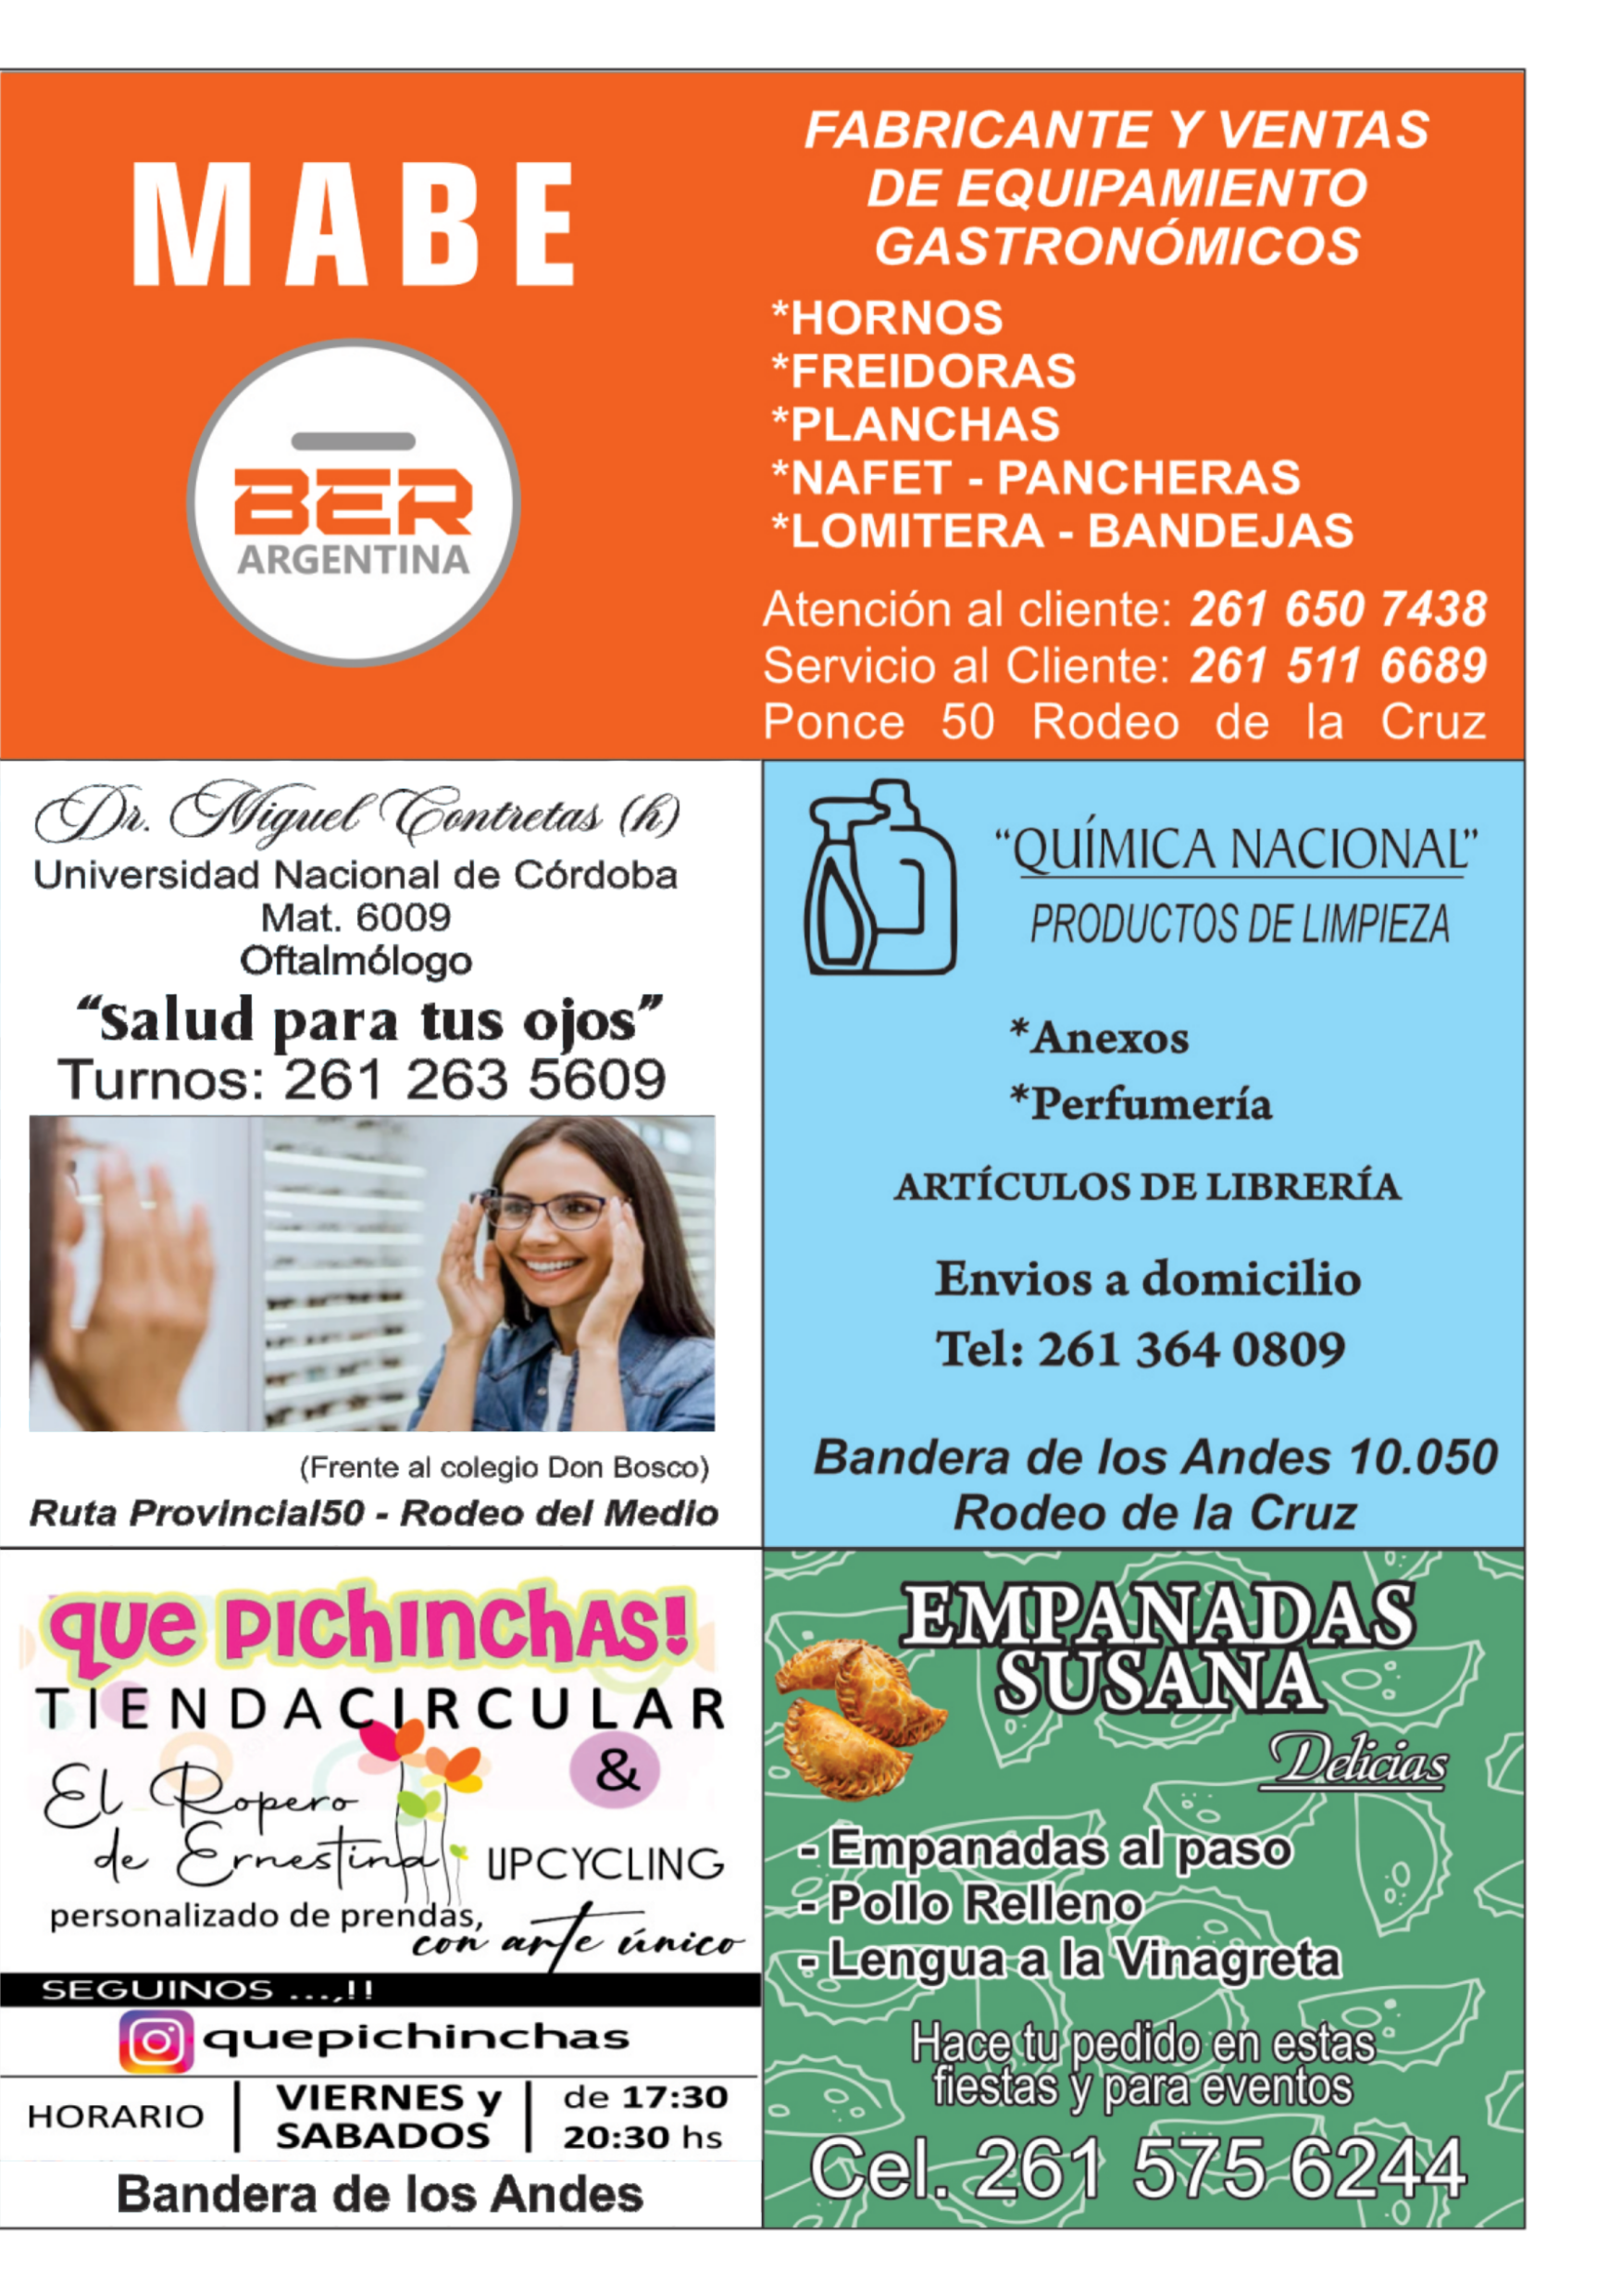 MABE
BER
ARGENTINA
FABRICANTE Y VENTAS
DE EQUIPAMIENTO
GASTRONÓMICOS
*HORNOS
*FREIDORAS
*PLANCHAS
*NAFET - PANCHERAS
*LOMITERA - BANDEJAS
Atención al cliente: 261 650 7438
Servicio al Cliente: 261 511 6689
Ponce 50 Rodeo de la Cruz
Dr. Miguel Contretas (h)
Universidad Nacional de Córdoba
Mat. 6009
Oftalmólogo
“Salud para tus ojos”
Turnos: 261 263 5609
(Frente al colegio Don Bosco)
Ruta Provincial50 - Rodeo del Medio
“QUÍMICA NACIONAL”
PRODUCTOS DE LIMPIEZA
*Anexos
*Perfumería
ARTÍCULOS DE LIBRERÍA
Envios a domicilio
Tel: 261 364 0809
Bandera de los Andes 10.050
Rodeo de la Cruz
que PIChINChAS!
TIENDACIRCULAR
&
El Ropero
de Ernestina
UPCYCLING
personalizado de prendas,
con arte único
SEGUINOS ...,!!
quepichinchas
HORARIO | VIERNES y SABADOS | de 17:30 20:30 hs
Bandera de los Andes
EMPANADAS
SUSANA
Delicias
- Empanadas al paso
- Pollo Relleno
- Lengua a la Vinagreta
Hace tu pedido en estas
fiestas y para eventos
Cel. 261 575 6244